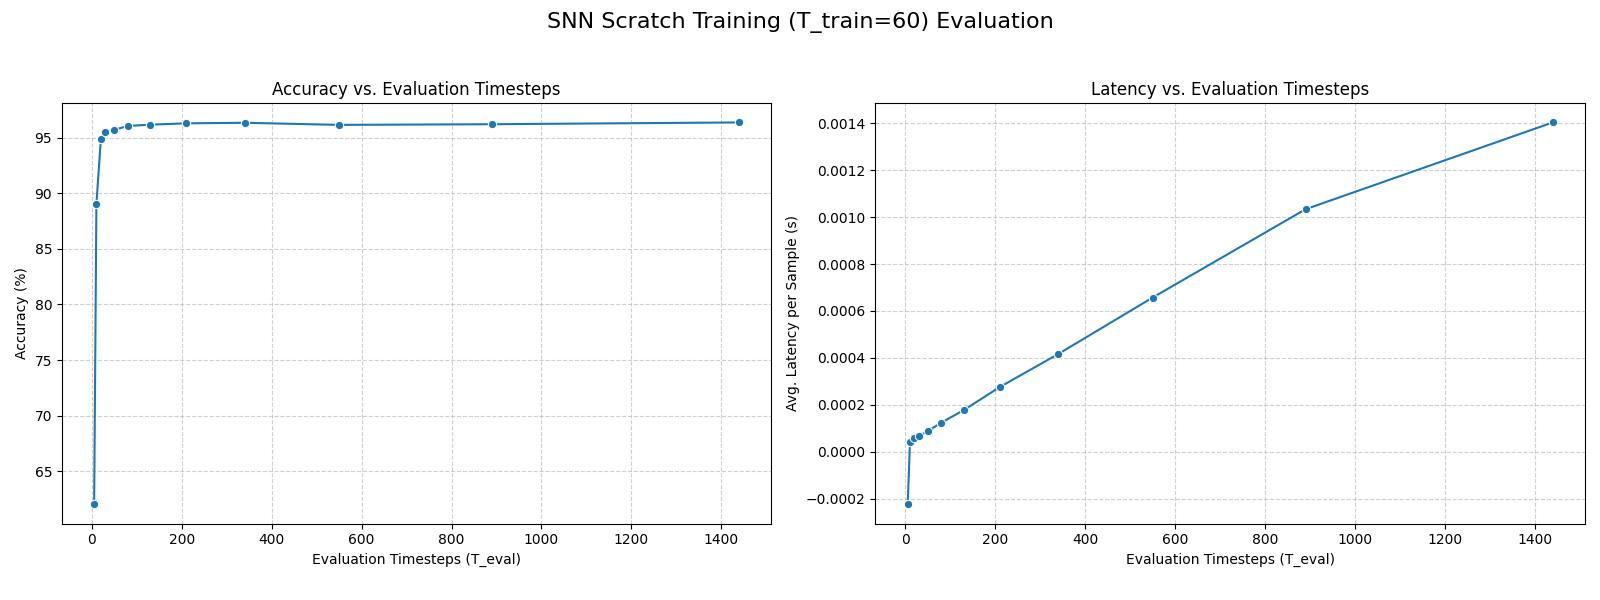 SNN Scratch Training (T_train=60) Evaluation
Accuracy vs. Evaluation Timesteps
Accuracy (%)
95
90
85
80
75
70
65
0 200 400 600 800 1000 1200 1400
Evaluation Timesteps (T_eval)
Latency vs. Evaluation Timesteps
Avg. Latency per Sample (s)
0.0014
0.0012
0.0010
0.0008
0.0006
0.0004
0.0002
0.0000
−0.0002
0 200 400 600 800 1000 1200 1400
Evaluation Timesteps (T_eval)